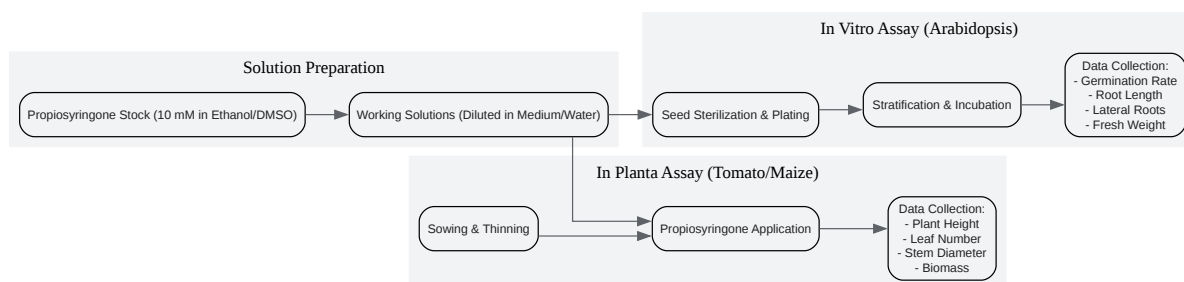 Solution Preparation
Propiosyringone Stock (10 mM in Ethanol/DMSO)
Working Solutions (Diluted in Medium/Water)
In Vitro Assay (Arabidopsis)
Seed Sterilization & Plating
Stratification & Incubation
Data Collection:
- Germination Rate
- Root Length
- Lateral Roots
- Fresh Weight
In Planta Assay (Tomato/Maize)
Sowing & Thinning
Propiosyringone Application
Data Collection:
- Plant Height
- Leaf Number
- Stem Diameter
- Biomass